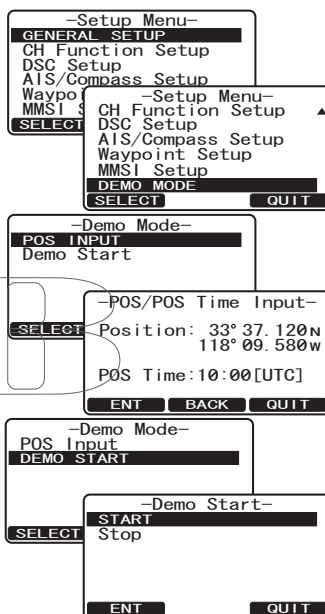 –Setup Menu–
GENERAL SETUP
CH Function Setup
DSC Setup
AIS/Compass Setup
SELECT
–Setup Menu–
CH Function Setup ▲
DSC Setup
AIS/Compass Setup
Waypoint Setup
MMSI Setup
DEMO MODE
SELECT QUIT
–Demo Mode–
POS INPUT
Demo Start
SELECT
–POS/POS Time Input–
Position: 33°37.120N
118°09.580W
POS Time:10:00[UTC]
ENT BACK QUIT
–Demo Mode–
POS Input
DEMO START
SELECT
–Demo Start–
START
Stop
ENT QUIT